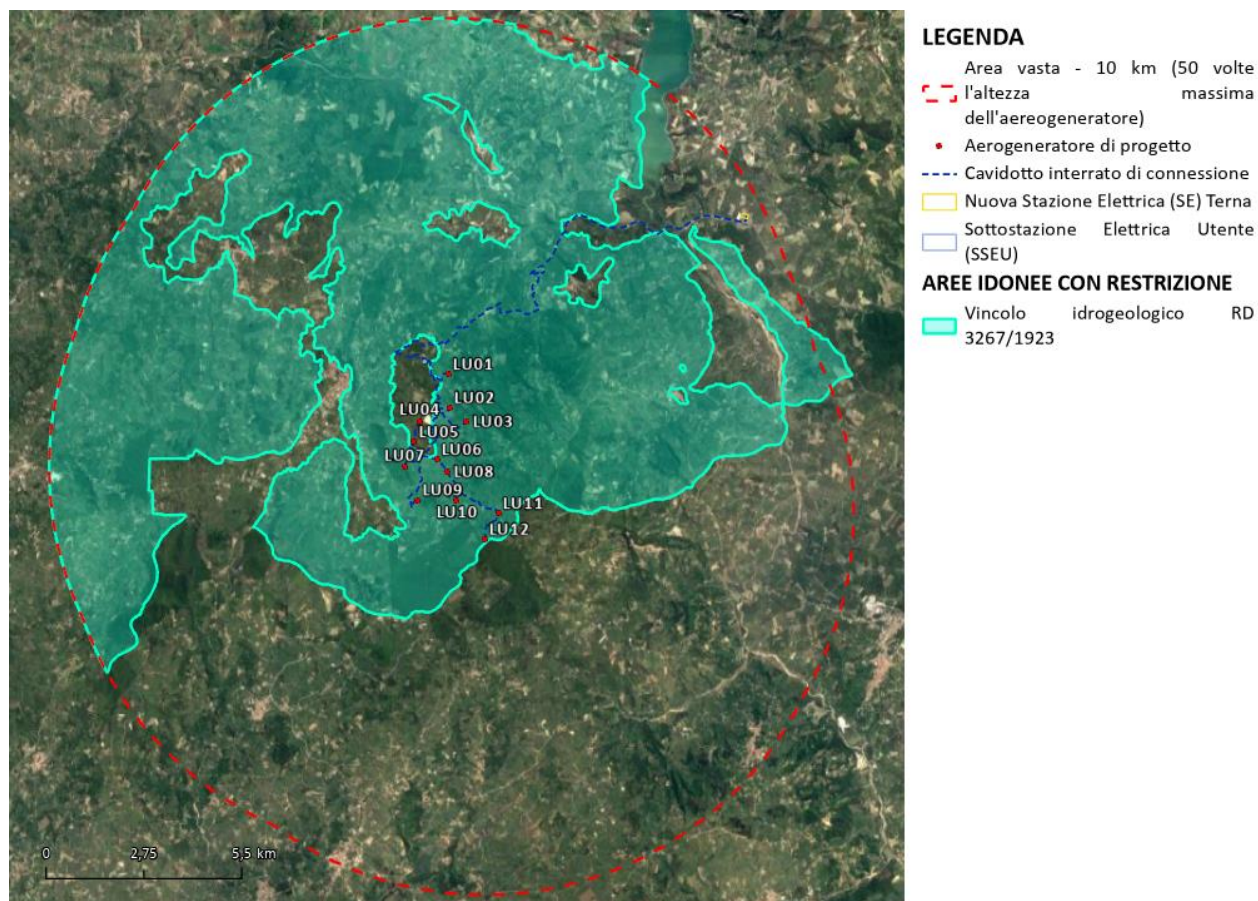 LEGENDA
Area vasta - 10 km (50 volte
l'altezza massima
dell'aereogeneratore)
Aerogeneratore di progetto
Cavidotto interrato di connessione
Nuova Stazione Elettrica (SE) Terna
Sottostazione Elettrica Utente
(SSEU)
AREE IDONEE CON RESTRIZIONE
Vincolo idrogeologico RD
3267/1923
LU01
LU02
LU04
LU03
LU05
LU06
LU07
LU08
LU09
LU10
LU11
LU12
0 2,75 5,5 km